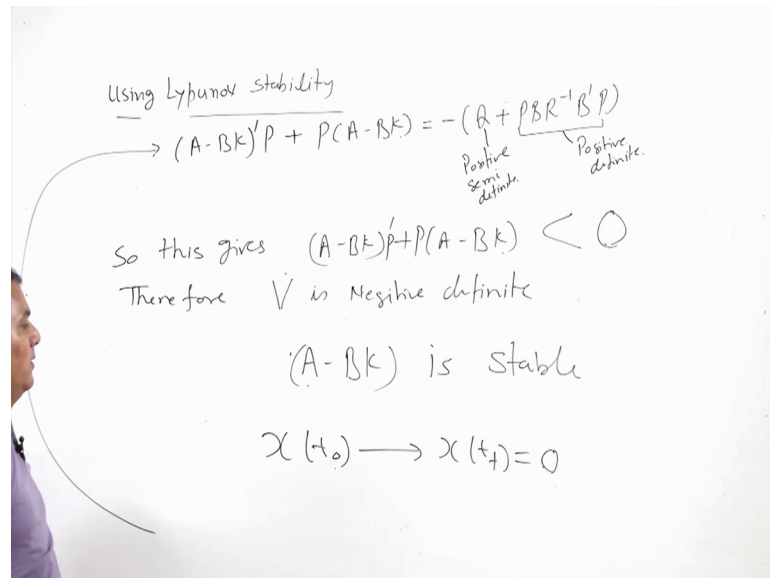 Using Lypunov stability
(A-BK)'P + P(A-BK) = -(Q + PBR⁻¹B'P)
Positive semi definite.
Positive definite.
So this gives (A-BK)'P+P(A-BK) < 0
Therefore V̇ is Negitive definite
(A-BK) is stable
x(t₀) → x(t_f) = 0